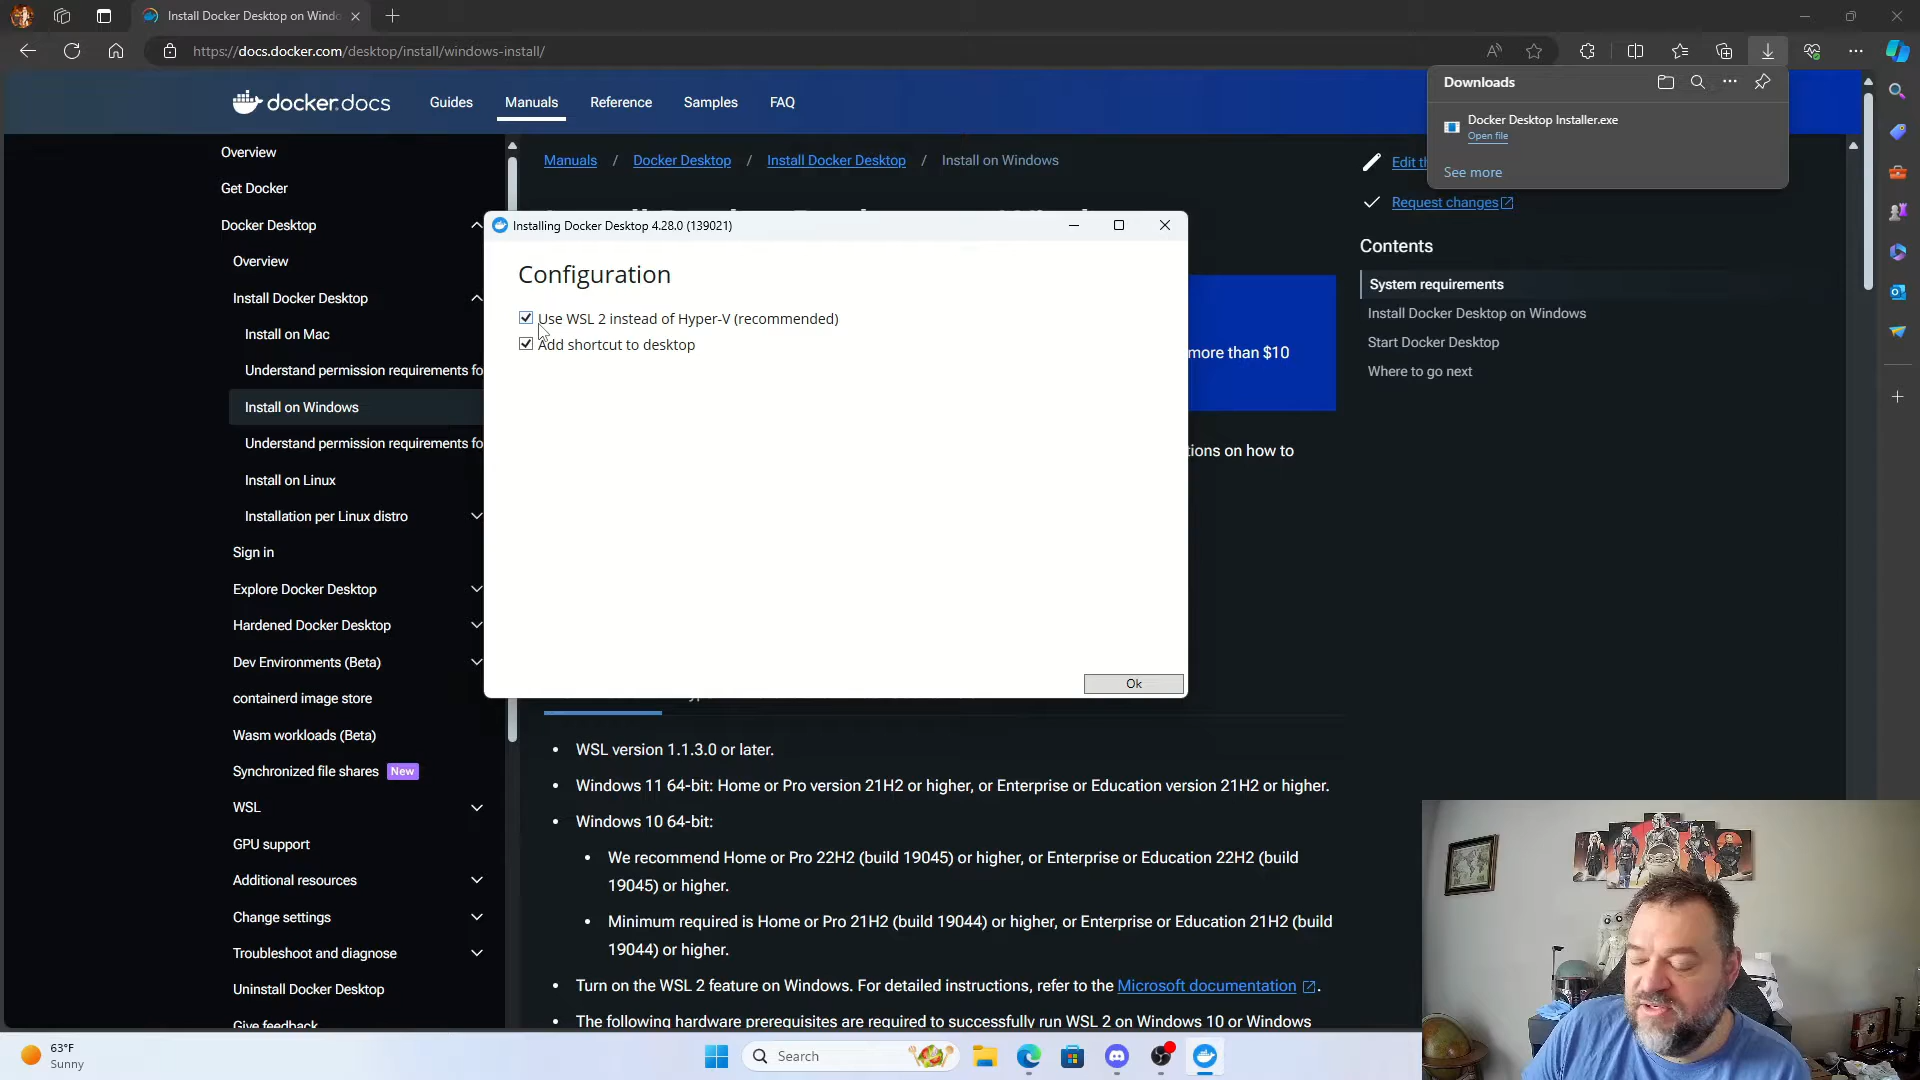 Install Docker Desktop on Windo
https://docs.docker.com/desktop/install/windows-install/
Downloads
Docker Desktop Installer.exe
Open file
See more
docker.docs
Guides
Manuals
Reference
Samples
FAQ
Overview
Get Docker
Docker Desktop
Overview
Install Docker Desktop
Install on Mac
Understand permission requirements fo
Install on Windows
Understand permission requirements fo
Install on Linux
Installation per Linux distro
Sign in
Explore Docker Desktop
Hardened Docker Desktop
Dev Environments (Beta)
containerd image store
Wasm workloads (Beta)
Synchronized file shares New
WSL
GPU support
Additional resources
Change settings
Troubleshoot and diagnose
Uninstall Docker Desktop
Give feedback
Manuals / Docker Desktop / Install Docker Desktop / Install on Windows
Installing Docker Desktop 4.28.0 (139021)
Configuration
Use WSL 2 instead of Hyper-V (recommended)
Add shortcut to desktop
Ok
more than $10
tions on how to
• WSL version 1.1.3.0 or later.
• Windows 11 64-bit: Home or Pro version 21H2 or higher, or Enterprise or Education version 21H2 or higher.
• Windows 10 64-bit:
• We recommend Home or Pro 22H2 (build 19045) or higher, or Enterprise or Education 22H2 (build
19045) or higher.
• Minimum required is Home or Pro 21H2 (build 19044) or higher, or Enterprise or Education 21H2 (build
19044) or higher.
• Turn on the WSL 2 feature on Windows. For detailed instructions, refer to the Microsoft documentation.
• The following hardware prerequisites are required to successfully run WSL 2 on Windows 10 or Windows
Edit th
Request changes
Contents
System requirements
Install Docker Desktop on Windows
Start Docker Desktop
Where to go next
63°F
Sunny
Search